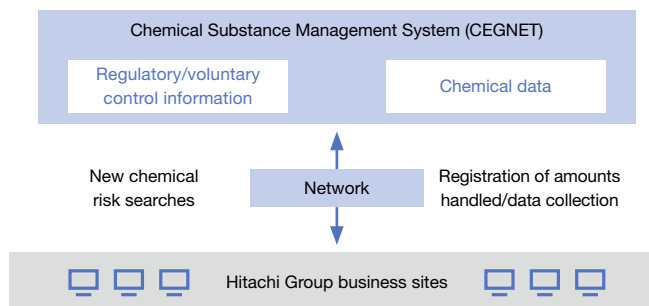 Chemical Substance Management System (CEGNET)
Regulatory/voluntary
control information
Chemical data
New chemical
risk searches
Network
Registration of amounts
handled/data collection
Hitachi Group business sites